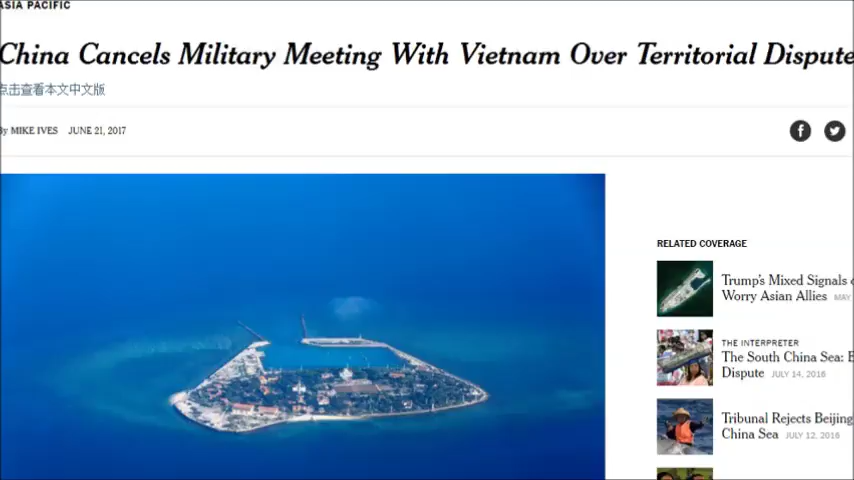 ASIA PACIFIC
China Cancels Military Meeting With Vietnam Over Territorial Dispute
点击查看本文中文版
By MIKE IVES JUNE 21, 2017
RELATED COVERAGE
Trump's Mixed Signals
Worry Asian Allies MAY
THE INTERPRETER
The South China Sea:
Dispute JULY 14, 2016
Tribunal Rejects Beijing
China Sea JULY 12, 2016